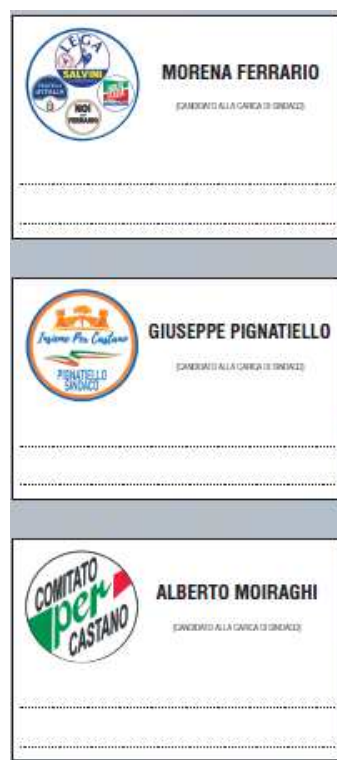 LEGA
SALVINI
FRATELLI
D'ITALIA
NOI
FERRARIO
MORENA FERRARIO
(CANDIDATO ALLA CARICA DI SINDACO)
Insieme Per Castano
PIGNATIELLO
SINDACO
GIUSEPPE PIGNATIELLO
(CANDIDATO ALLA CARICA DI SINDACO)
COMITATO
per
CASTANO
ALBERTO MOIRAGHI
(CANDIDATO ALLA CARICA DI SINDACO)